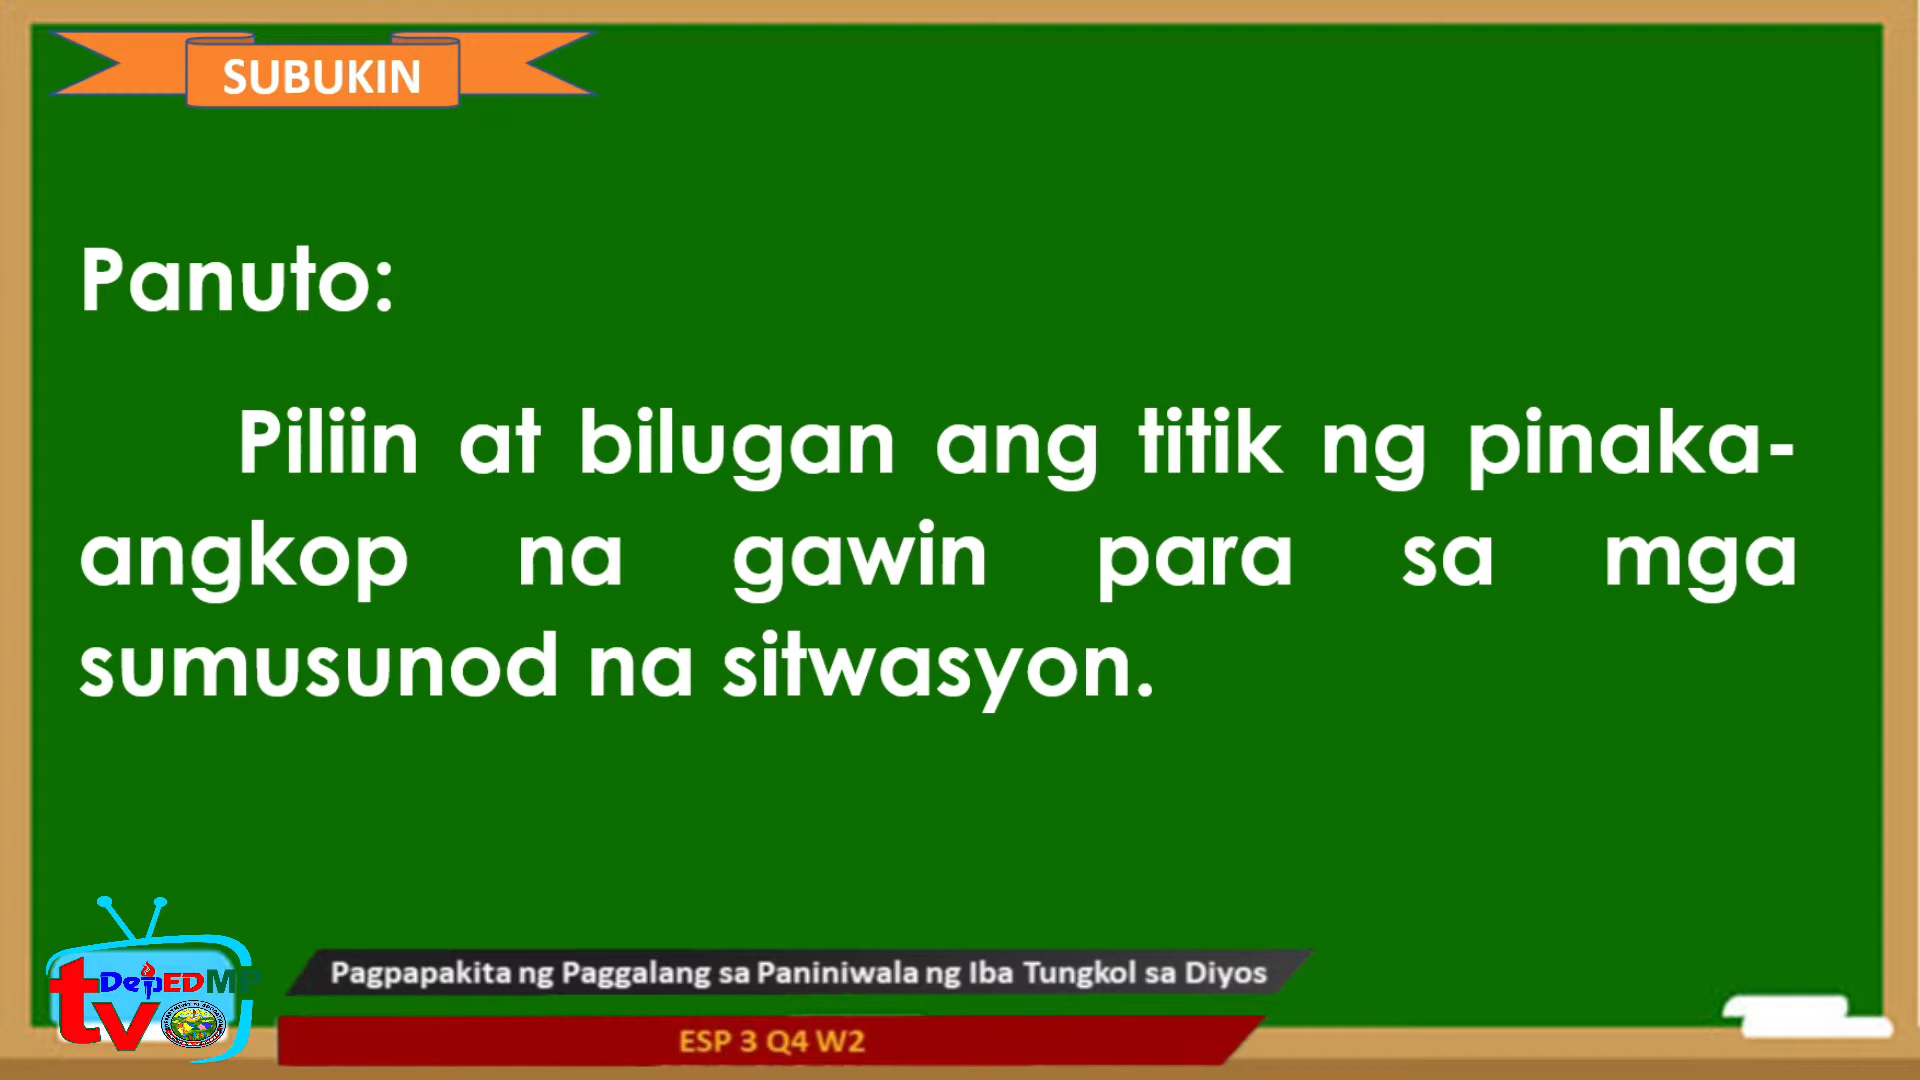 SUBUKIN
Panuto:
Piliin at bilugan ang titik ng pinaka-
angkop na gawin para sa mga
sumusunod na sitwasyon.
Pagpapakita ng Paggalang sa Paniniwala ng Iba Tungkol sa Diyos
ESP 3 Q4 W2
DepEDMP
tv